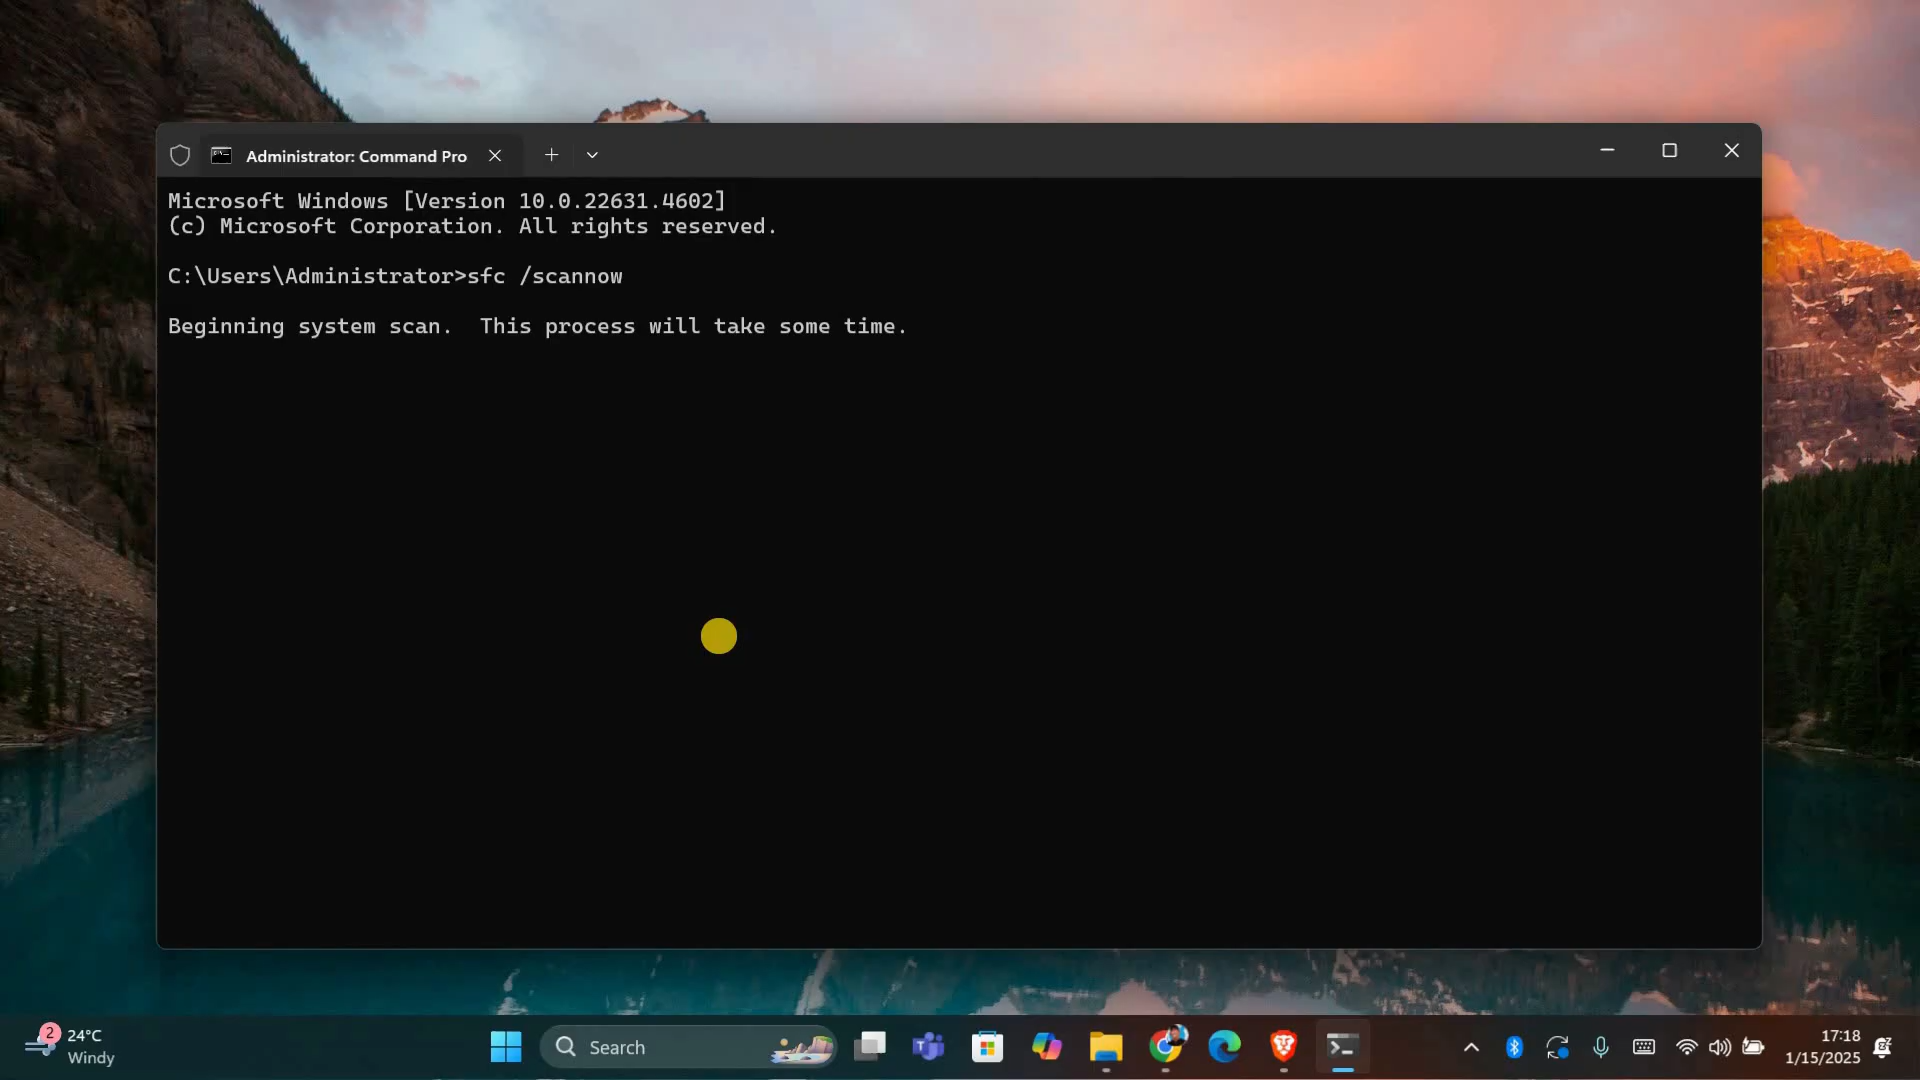 Administrator: Command Pro
Microsoft Windows [Version 10.0.22631.4602]
(c) Microsoft Corporation. All rights reserved.
C:\Users\Administrator>sfc /scannow
Beginning system scan.  This process will take some time.
2
24°C
Windy
Search
17:18
1/15/2025